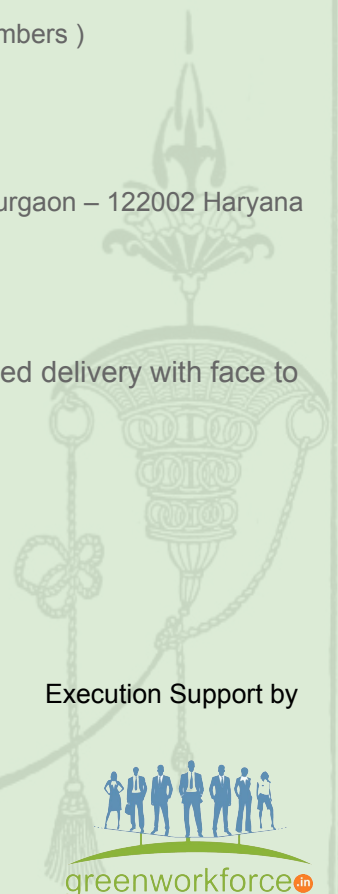 mbers )
urgaon – 122002 Haryana
ed delivery with face to
Execution Support by
greenworkforce.in